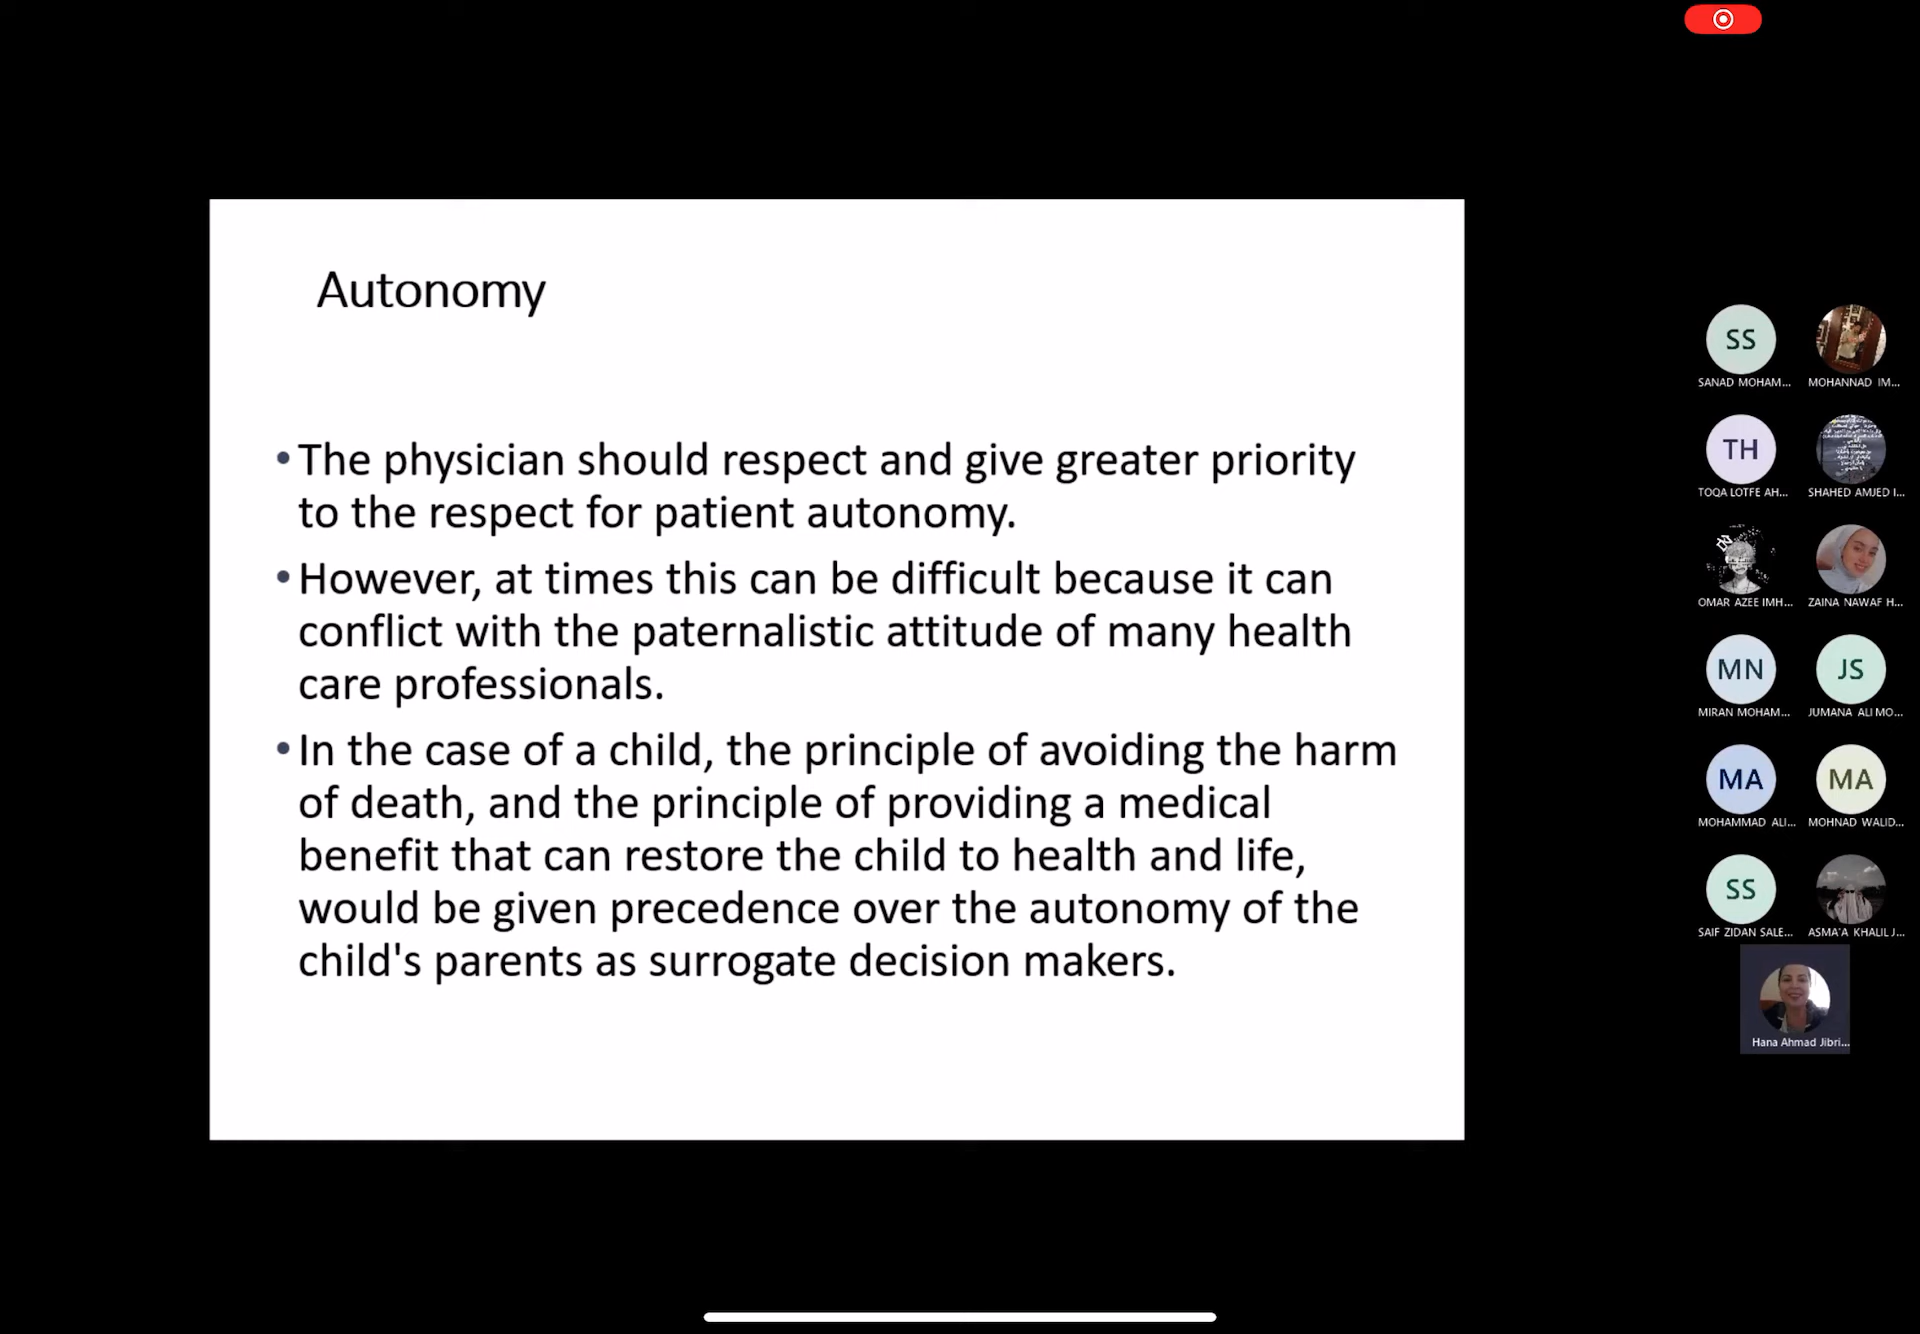 Autonomy
•The physician should respect and give greater priority
to the respect for patient autonomy.
•However, at times this can be difficult because it can
conflict with the paternalistic attitude of many health
care professionals.
•In the case of a child, the principle of avoiding the harm
of death, and the principle of providing a medical
benefit that can restore the child to health and life,
would be given precedence over the autonomy of the
child's parents as surrogate decision makers.
SS
SANAD MOHAM...
MOHANNAD IM...
TH
TOQA LOTFE AH...
SHAHED AMJED I...
OMAR AZEE IMH...
ZAINA NAWAF H...
MN
JS
MIRAN MOHAM...
JUMANA ALI MO...
MA
MA
MOHAMMAD ALI...
MOHNAD WALID...
SS
SAIF ZIDAN SALE...
ASMA'A KHALIL J...
Hana Ahmad Jibri...